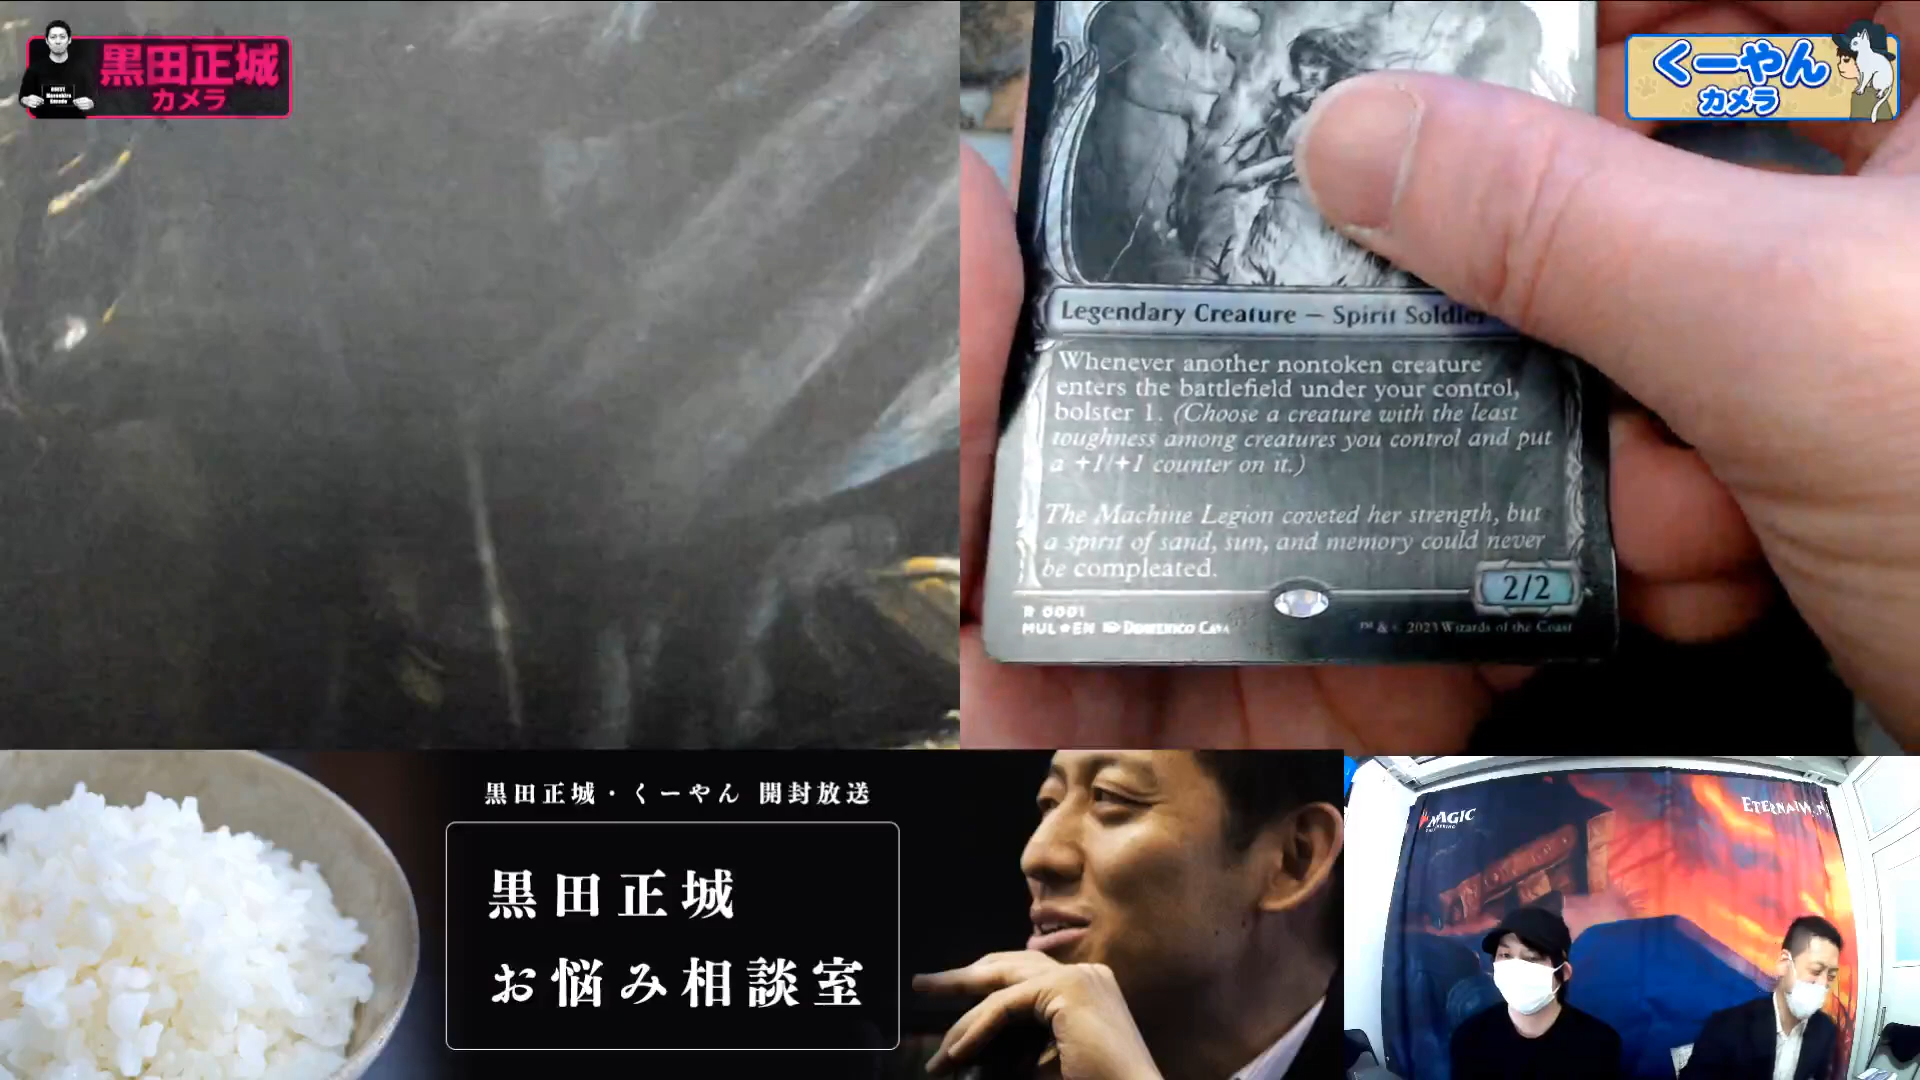 黒田正城
カメラ
くーやん
カメラ
Legendary Creature — Spirit Soldier
Whenever another nontoken creature
enters the battlefield under your control,
bolster 1. (Choose a creature with the least
toughness among creatures you control and put
a +1/+1 counter on it.)
The Machine Legion coveted her strength, but
a spirit of sand, sun, and memory could never
be compleated.
2/2
R 0001
MUL EN Domenico Cava
™ & © 2023 Wizards of the Coast
黒田正城・くーやん 開封放送
黒田正城
お悩み相談室
MAGIC